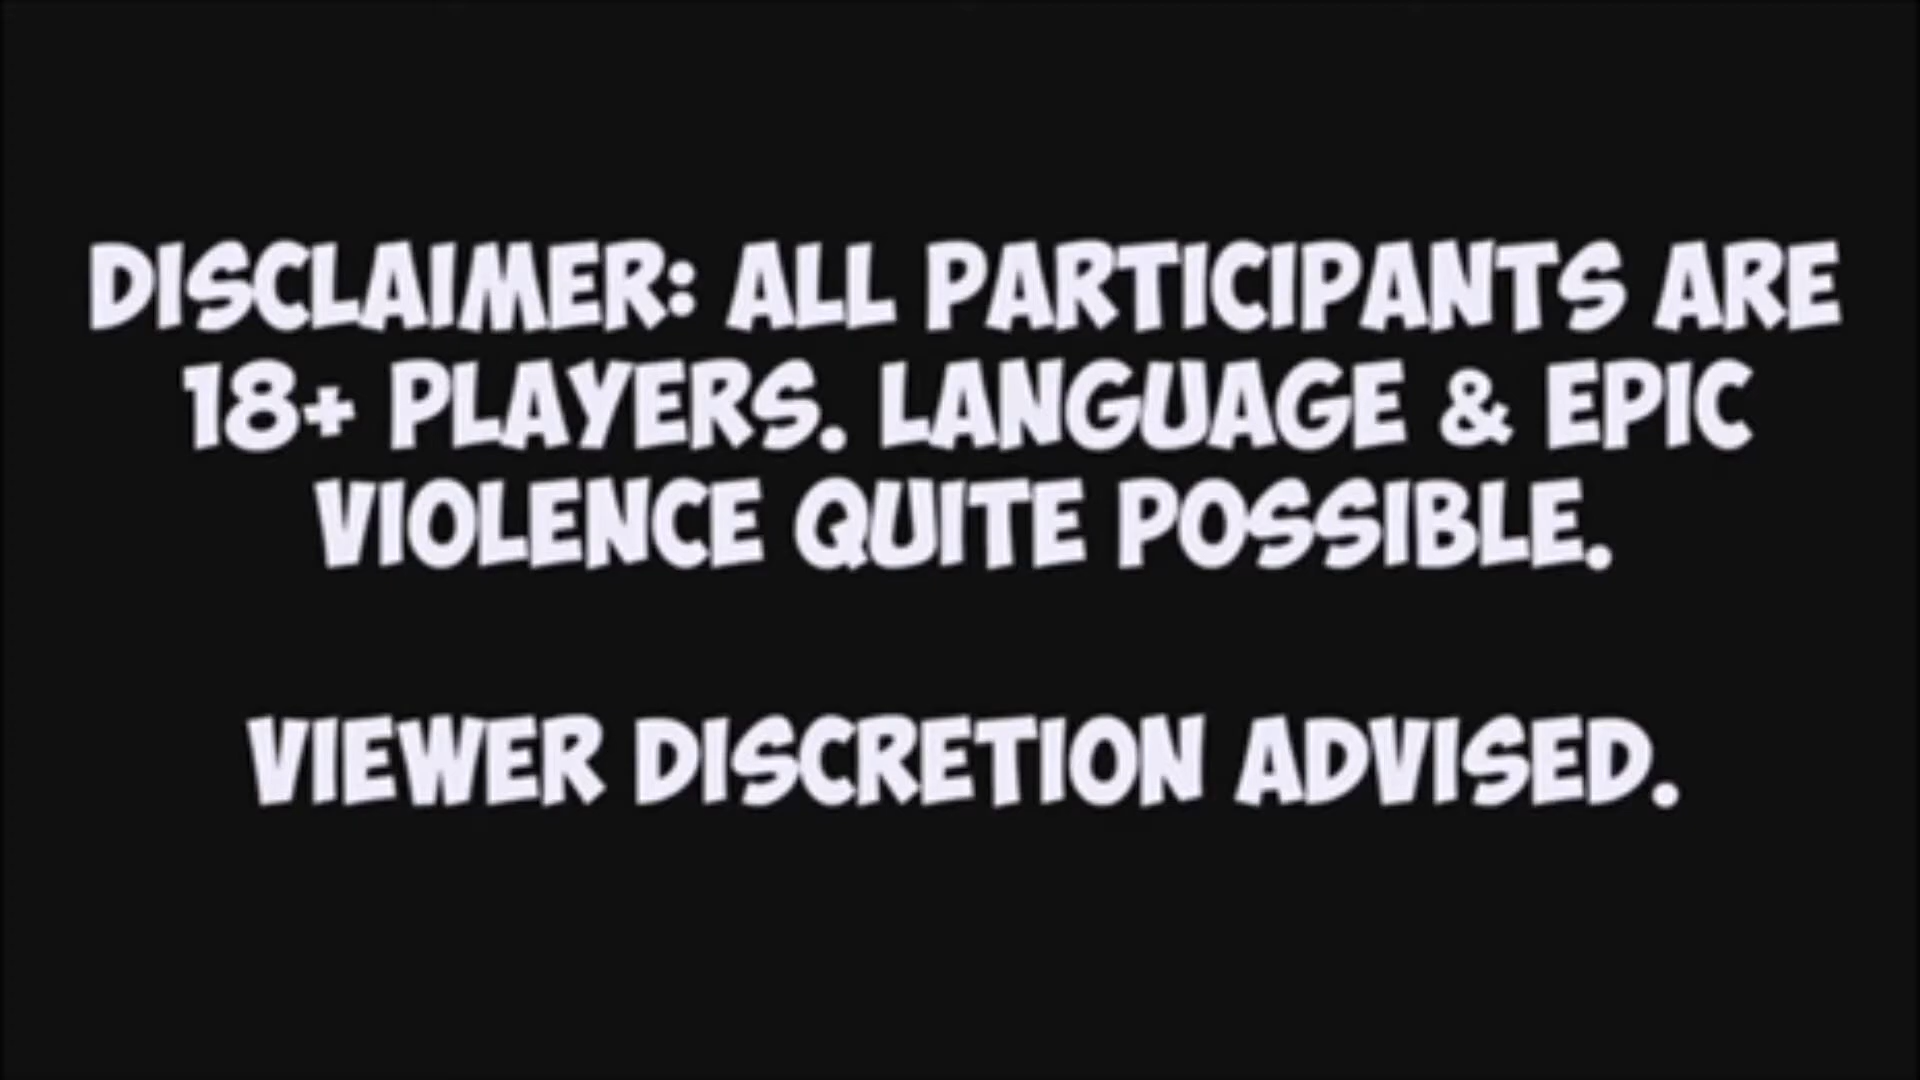 DISCLAIMER: ALL PARTICIPANTS ARE
18+ PLAYERS. LANGUAGE & EPIC
VIOLENCE QUITE POSSIBLE.
VIEWER DISCRETION ADVISED.